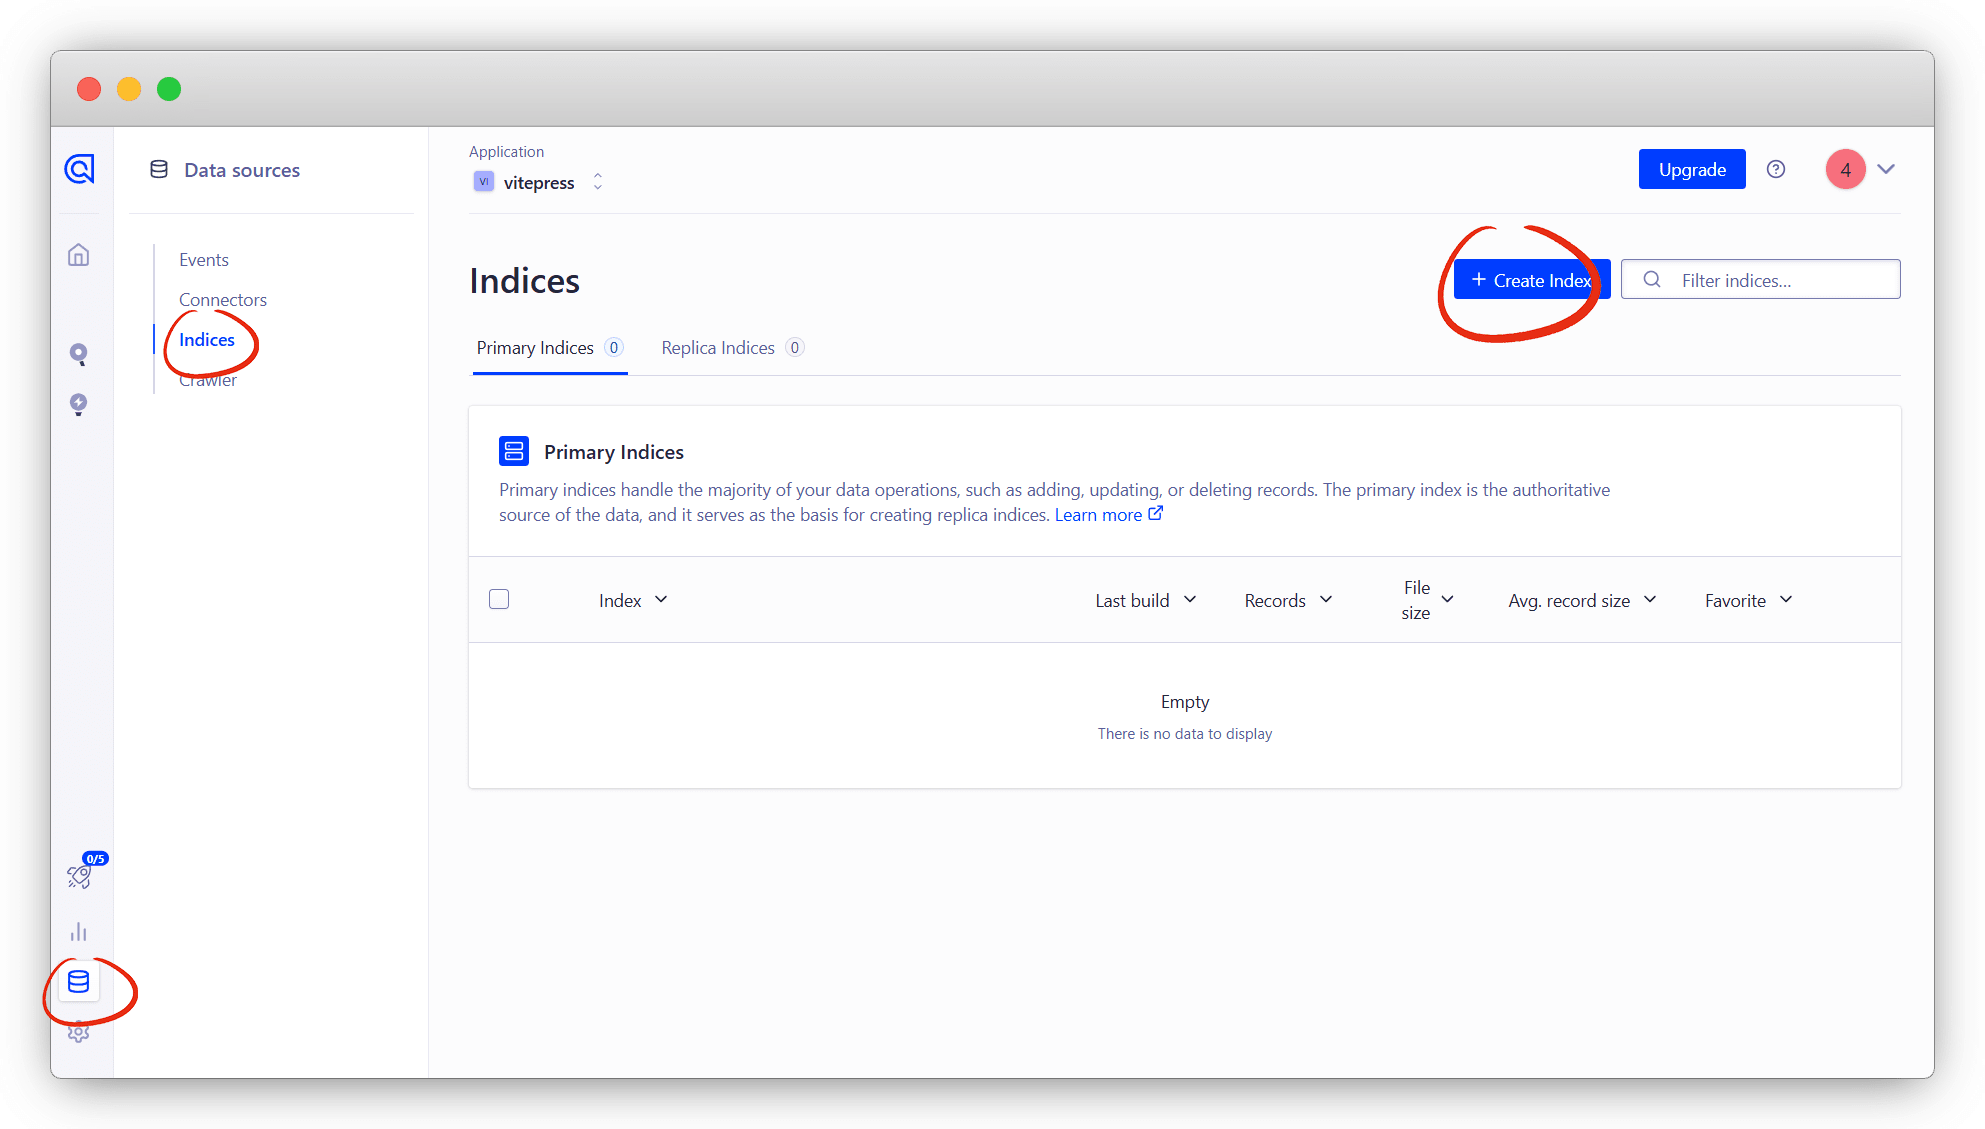 Data sources
Events
Connectors
Indices
Crawler
0/5
Application
VI vitepress
Upgrade
4
Indices
Create Index
Filter indices...
Primary Indices 0
Replica Indices 0
Primary Indices
Primary indices handle the majority of your data operations, such as adding, updating, or deleting records. The primary index is the authoritative
source of the data, and it serves as the basis for creating replica indices. Learn more
Index
Last build
Records
File
size
Avg. record size
Favorite
Empty
There is no data to display